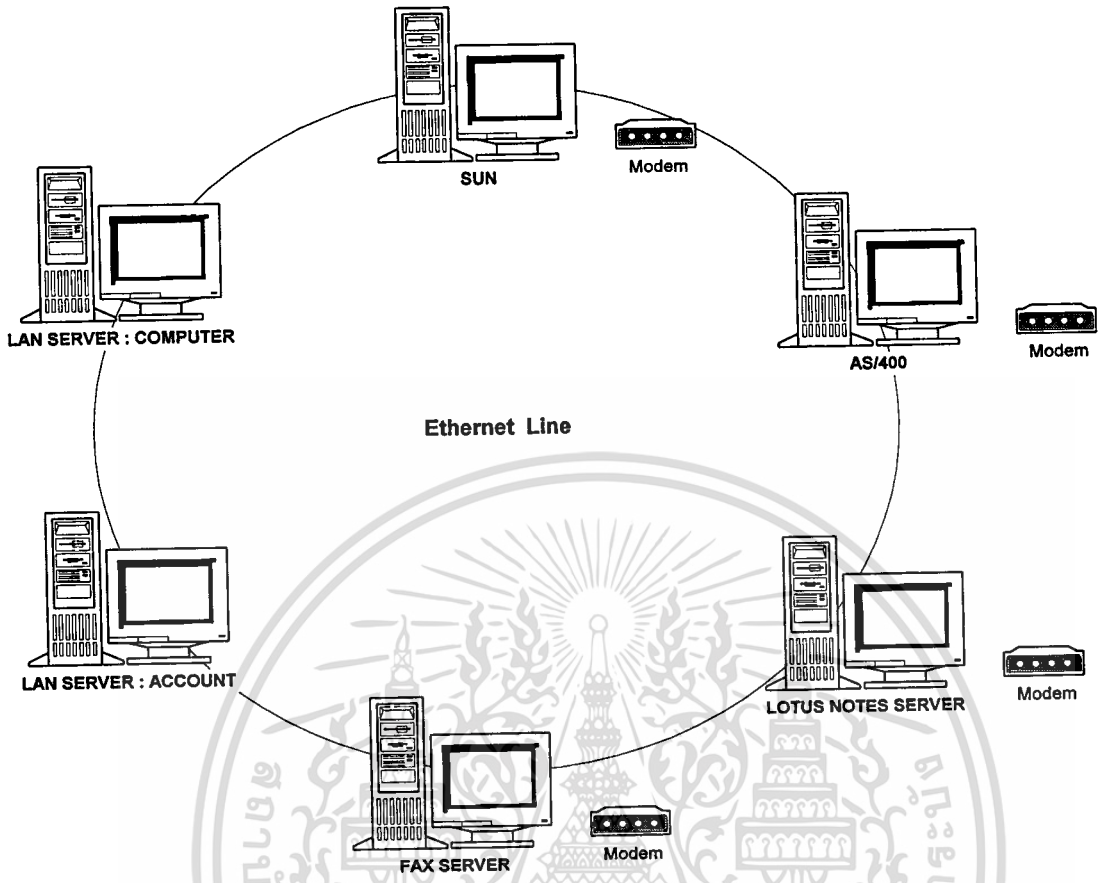 SUN
Modem
LAN SERVER : COMPUTER
AS/400
Modem
Ethernet Line
LAN SERVER : ACCOUNT
LOTUS NOTES SERVER
Modem
FAX SERVER
Modem